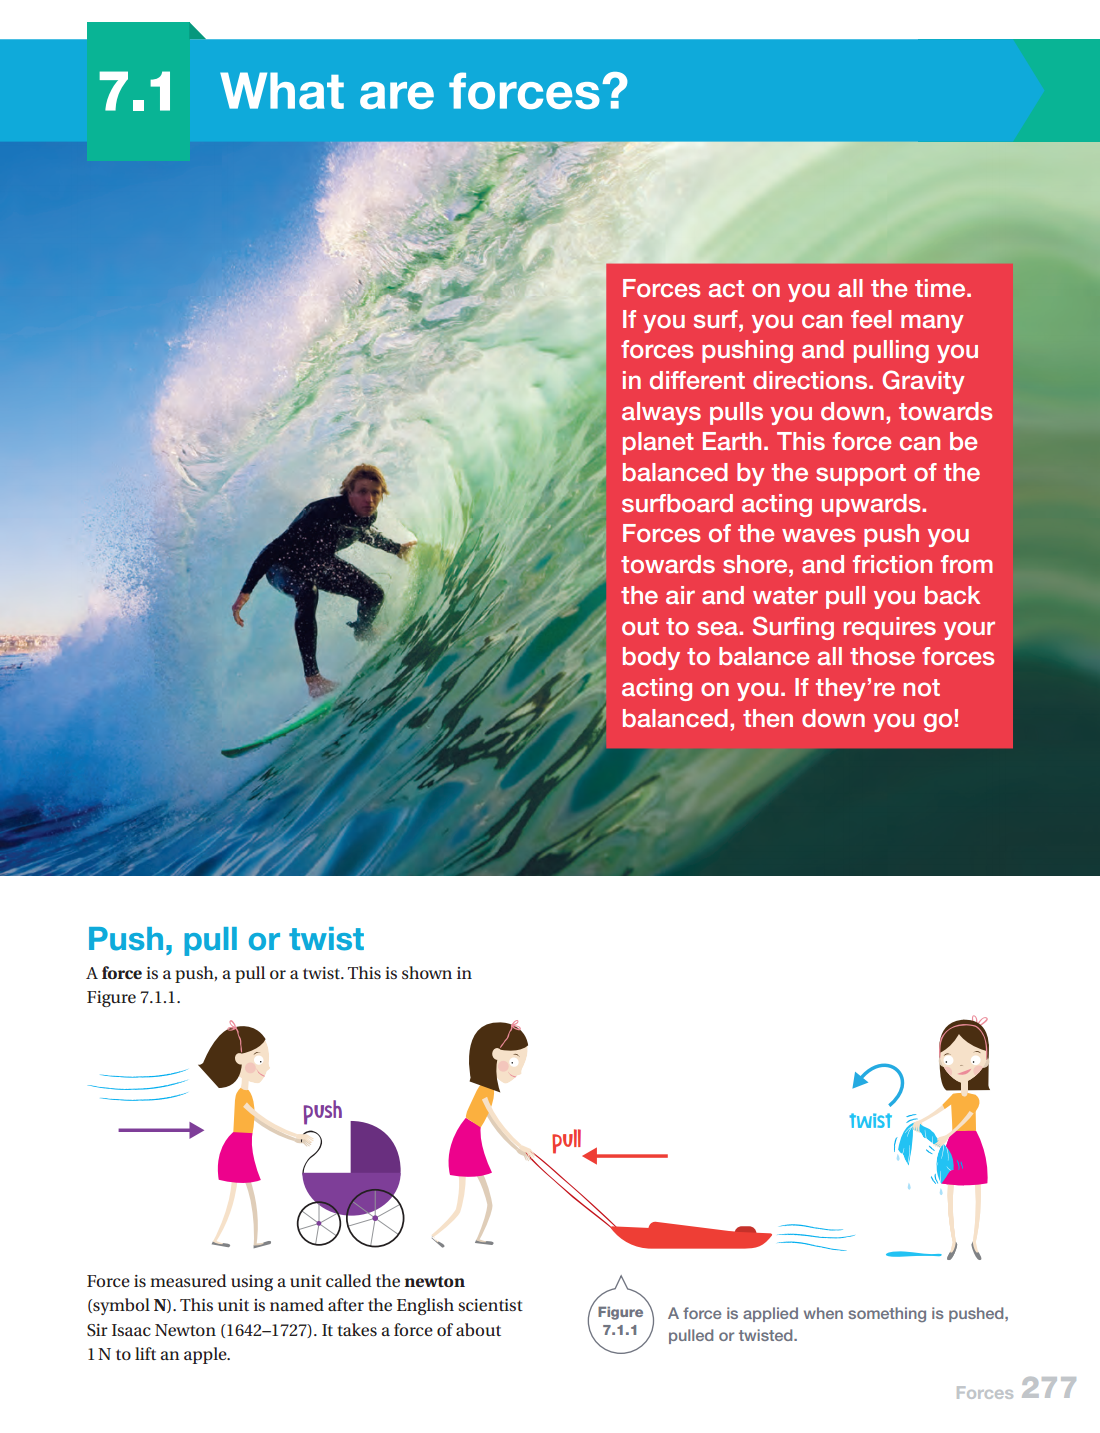 7.1
What are forces?
Forces act on you all the time.
If you surf, you can feel many
forces pushing and pulling you
in different directions. Gravity
always pulls you down, towards
planet Earth. This force can be
balanced by the support of the
surfboard acting upwards.
Forces of the waves push you
towards shore, and friction from
the air and water pull you back
out to sea. Surfing requires your
body to balance all those forces
acting on you. If they're not
balanced, then down you go!
Push, pull or twist
A force is a push, a pull or a twist. This is shown in
Figure 7.1.1.
push
pull
twist
Force is measured using a unit called the newton
(symbol N). This unit is named after the English scientist
Sir Isaac Newton (1642–1727). It takes a force of about
1 N to lift an apple.
Figure
7.1.1
A force is applied when something is pushed,
pulled or twisted.
Forces 277